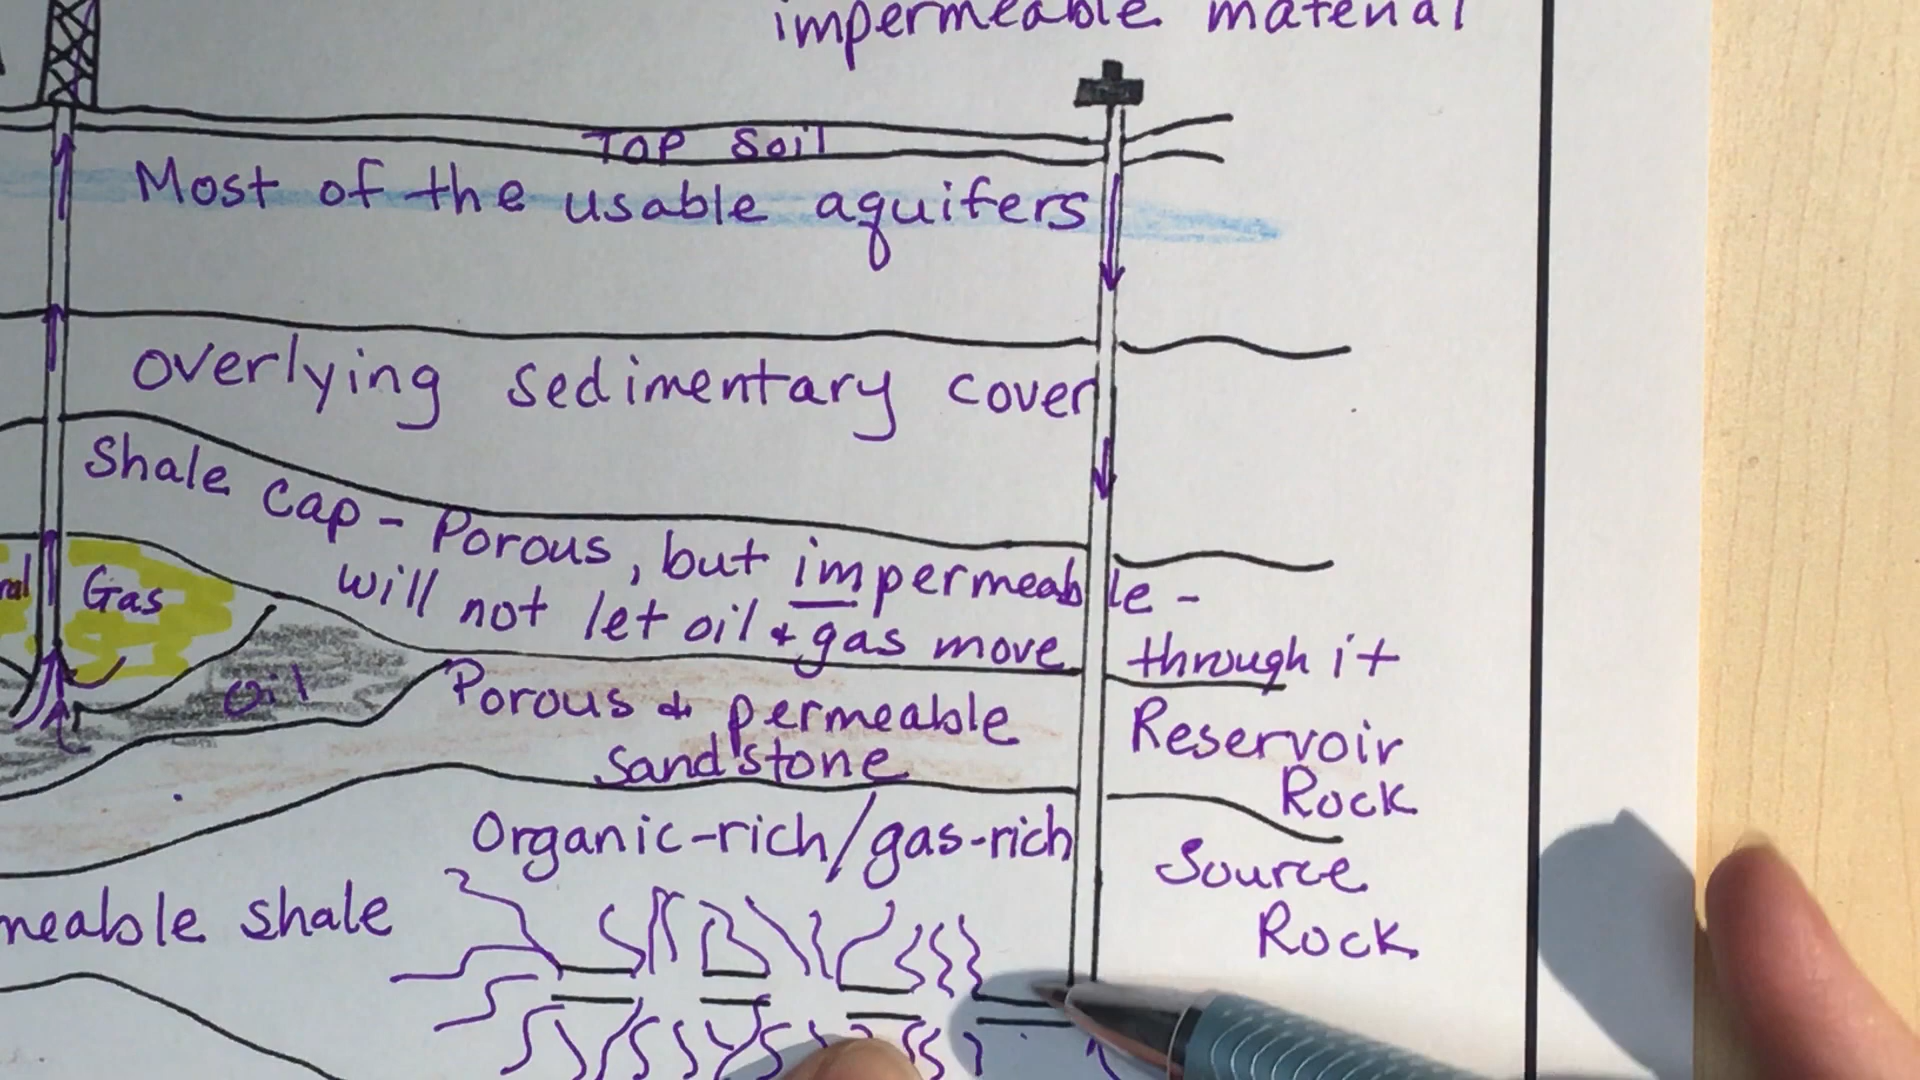 impermeable material
Top Soil
Most of the usable aquifers
Overlying sedimentary cover
Shale Cap - Porous, but impermeable -
will not let oil & gas move through it
Gas
Oil
Porous & permeable
Sandstone
Reservoir
Rock
Organic-rich/gas-rich
Source
Rock
shale